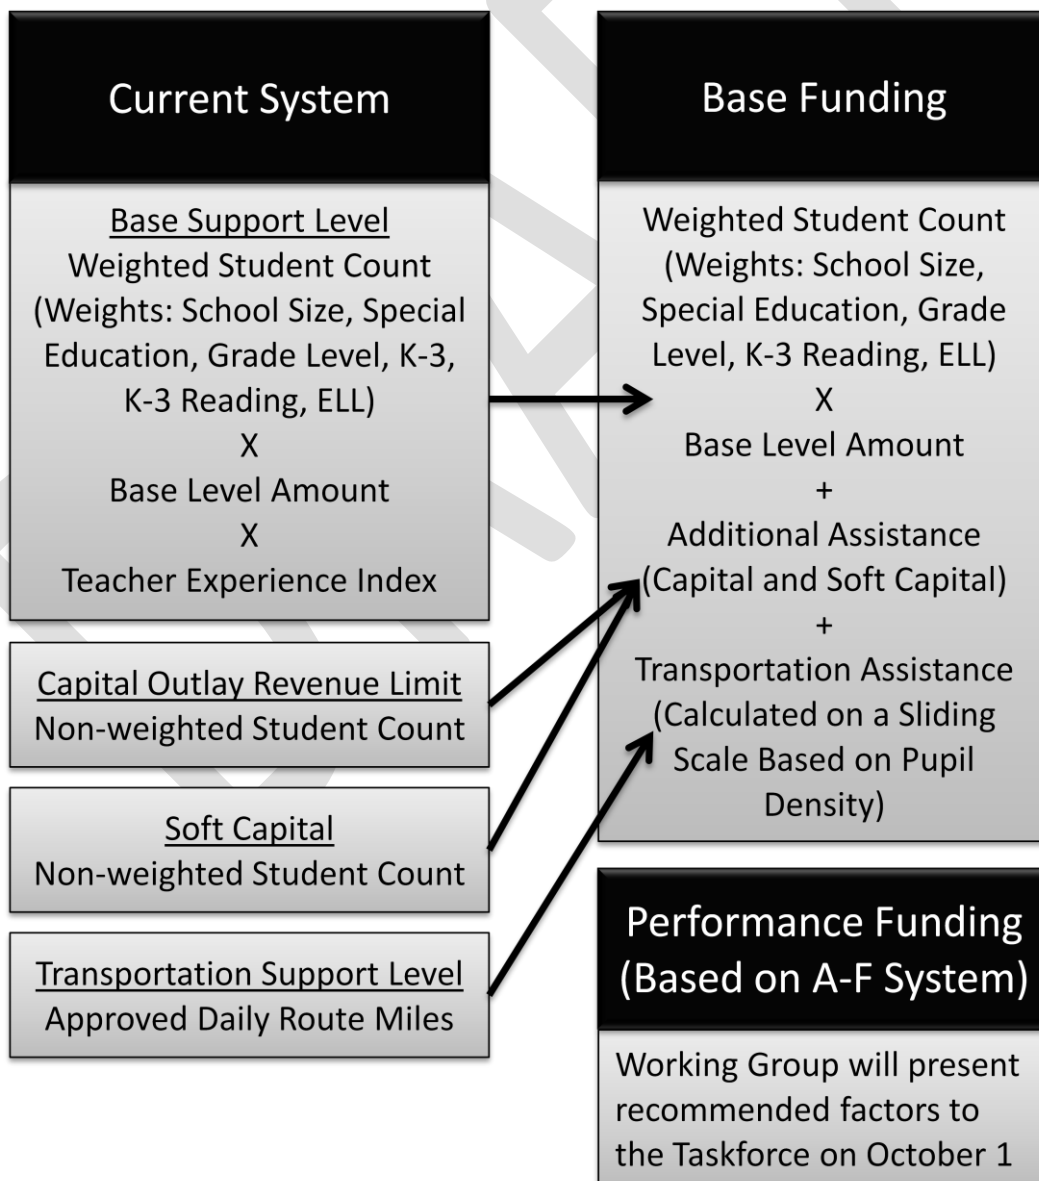 Current System
Base Support Level
Weighted Student Count
(Weights: School Size, Special
Education, Grade Level, K-3,
K-3 Reading, ELL)
X
Base Level Amount
X
Teacher Experience Index
Capital Outlay Revenue Limit
Non-weighted Student Count
Soft Capital
Non-weighted Student Count
Transportation Support Level
Approved Daily Route Miles
Base Funding
Weighted Student Count
(Weights: School Size,
Special Education, Grade
Level, K-3 Reading, ELL)
X
Base Level Amount
+
Additional Assistance
(Capital and Soft Capital)
+
Transportation Assistance
(Calculated on a Sliding
Scale Based on Pupil
Density)
Performance Funding
(Based on A-F System)
Working Group will present
recommended factors to
the Taskforce on October 1